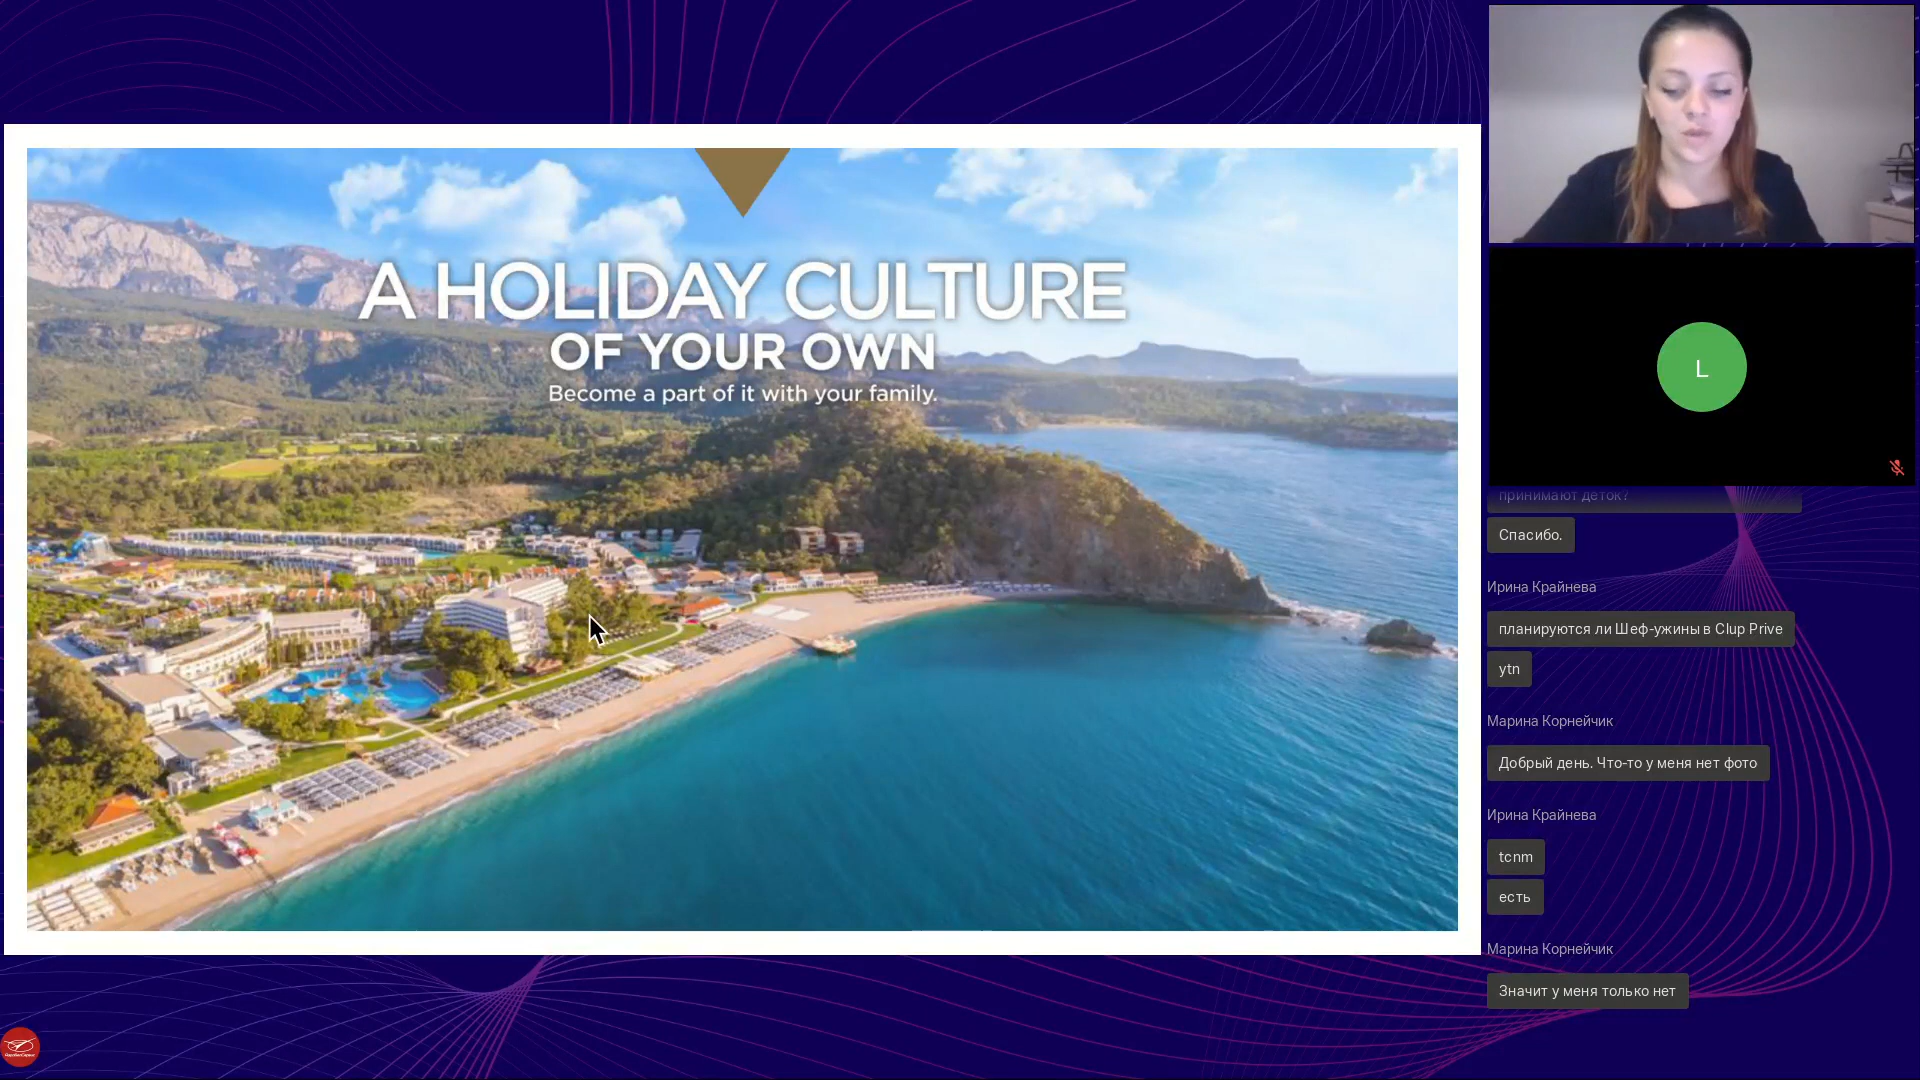 A HOLIDAY CULTURE
OF YOUR OWN
Become a part of it with your family.
L
принимают деток?
Спасибо.
Ирина Крайнева
планируются ли Шеф-ужины в Clup Prive
ytn
Марина Корнейчик
Добрый день. Что-то у меня нет фото
Ирина Крайнева
tcnm
есть
Марина Корнейчик
Значит у меня только нет